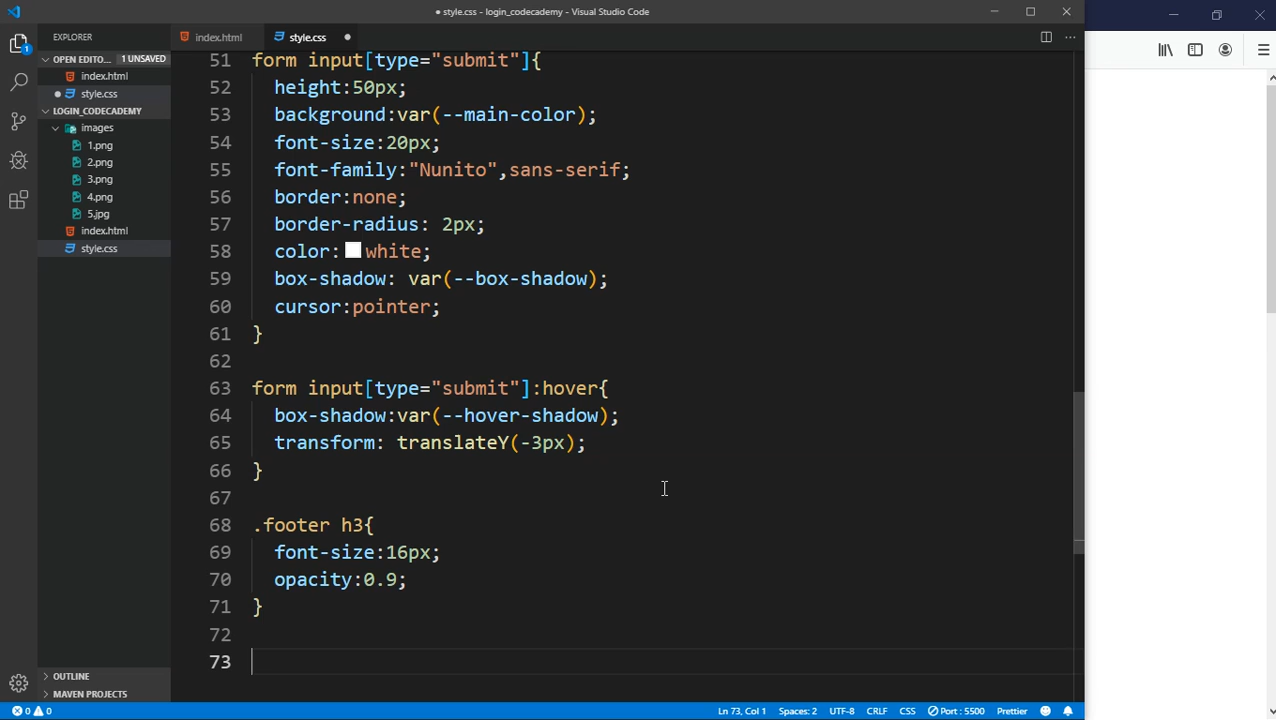 ● style.css - login_codecademy - Visual Studio Code
EXPLORER
index.html
style.css ●
OPEN EDITO... 1 UNSAVED
index.html
● style.css
LOGIN_CODECADEMY
images
1.png
2.png
3.png
4.png
5.jpg
index.html
style.css
OUTLINE
MAVEN PROJECTS
1
51 form input[type="submit"]{
52 height:50px;
53 background:var(--main-color);
54 font-size:20px;
55 font-family:"Nunito",sans-serif;
56 border:none;
57 border-radius: 2px;
58 color: white;
59 box-shadow: var(--box-shadow);
60 cursor:pointer;
61 }
62
63 form input[type="submit"]:hover{
64 box-shadow:var(--hover-shadow);
65 transform: translateY(-3px);
66 }
67
68 .footer h3{
69 font-size:16px;
70 opacity:0.9;
71 }
72
73
0 0 Ln 73, Col 1 Spaces: 2 UTF-8 CRLF CSS Port : 5500 Prettier